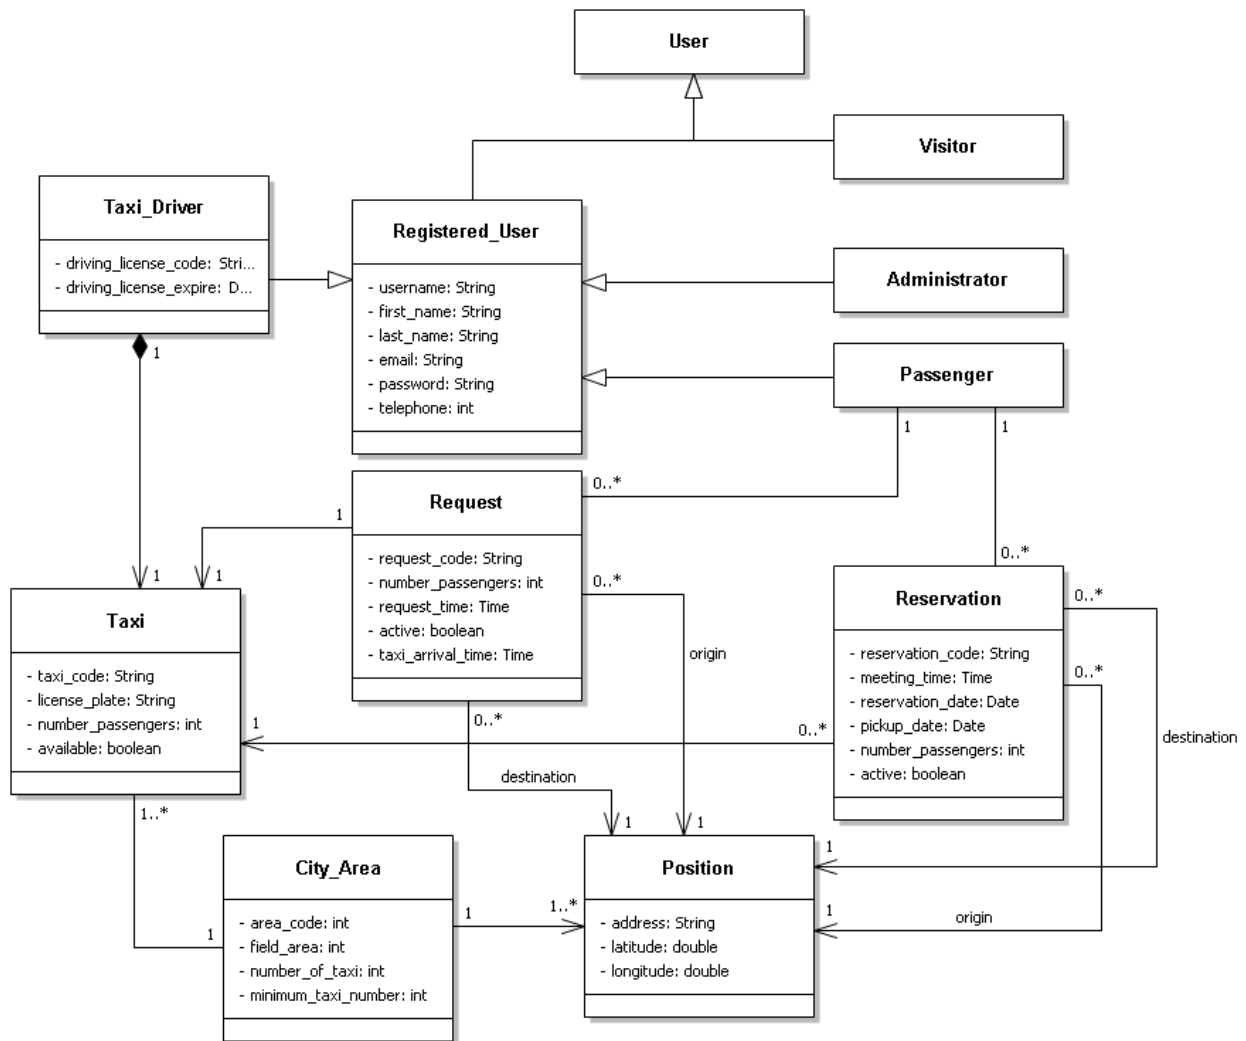 User
Visitor
Taxi_Driver
- driving_license_code: Stri...
- driving_license_expire: D...
1
Registered_User
- username: String
- first_name: String
- last_name: String
- email: String
- password: String
- telephone: int
Administrator
Passenger
1
1
0..*
0..*
Request
- request_code: String
- number_passengers: int
- request_time: Time
- active: boolean
- taxi_arrival_time: Time
1
1
1
0..*
origin
0..*
destination
1
1
Taxi
- taxi_code: String
- license_plate: String
- number_passengers: int
- available: boolean
1
0..*
1..*
Reservation
- reservation_code: String
- meeting_time: Time
- reservation_date: Date
- pickup_date: Date
- number_passengers: int
- active: boolean
0..*
0..*
destination
1
1
origin
City_Area
- area_code: int
- field_area: int
- number_of_taxi: int
- minimum_taxi_number: int
1
1
1..*
Position
- address: String
- latitude: double
- longitude: double